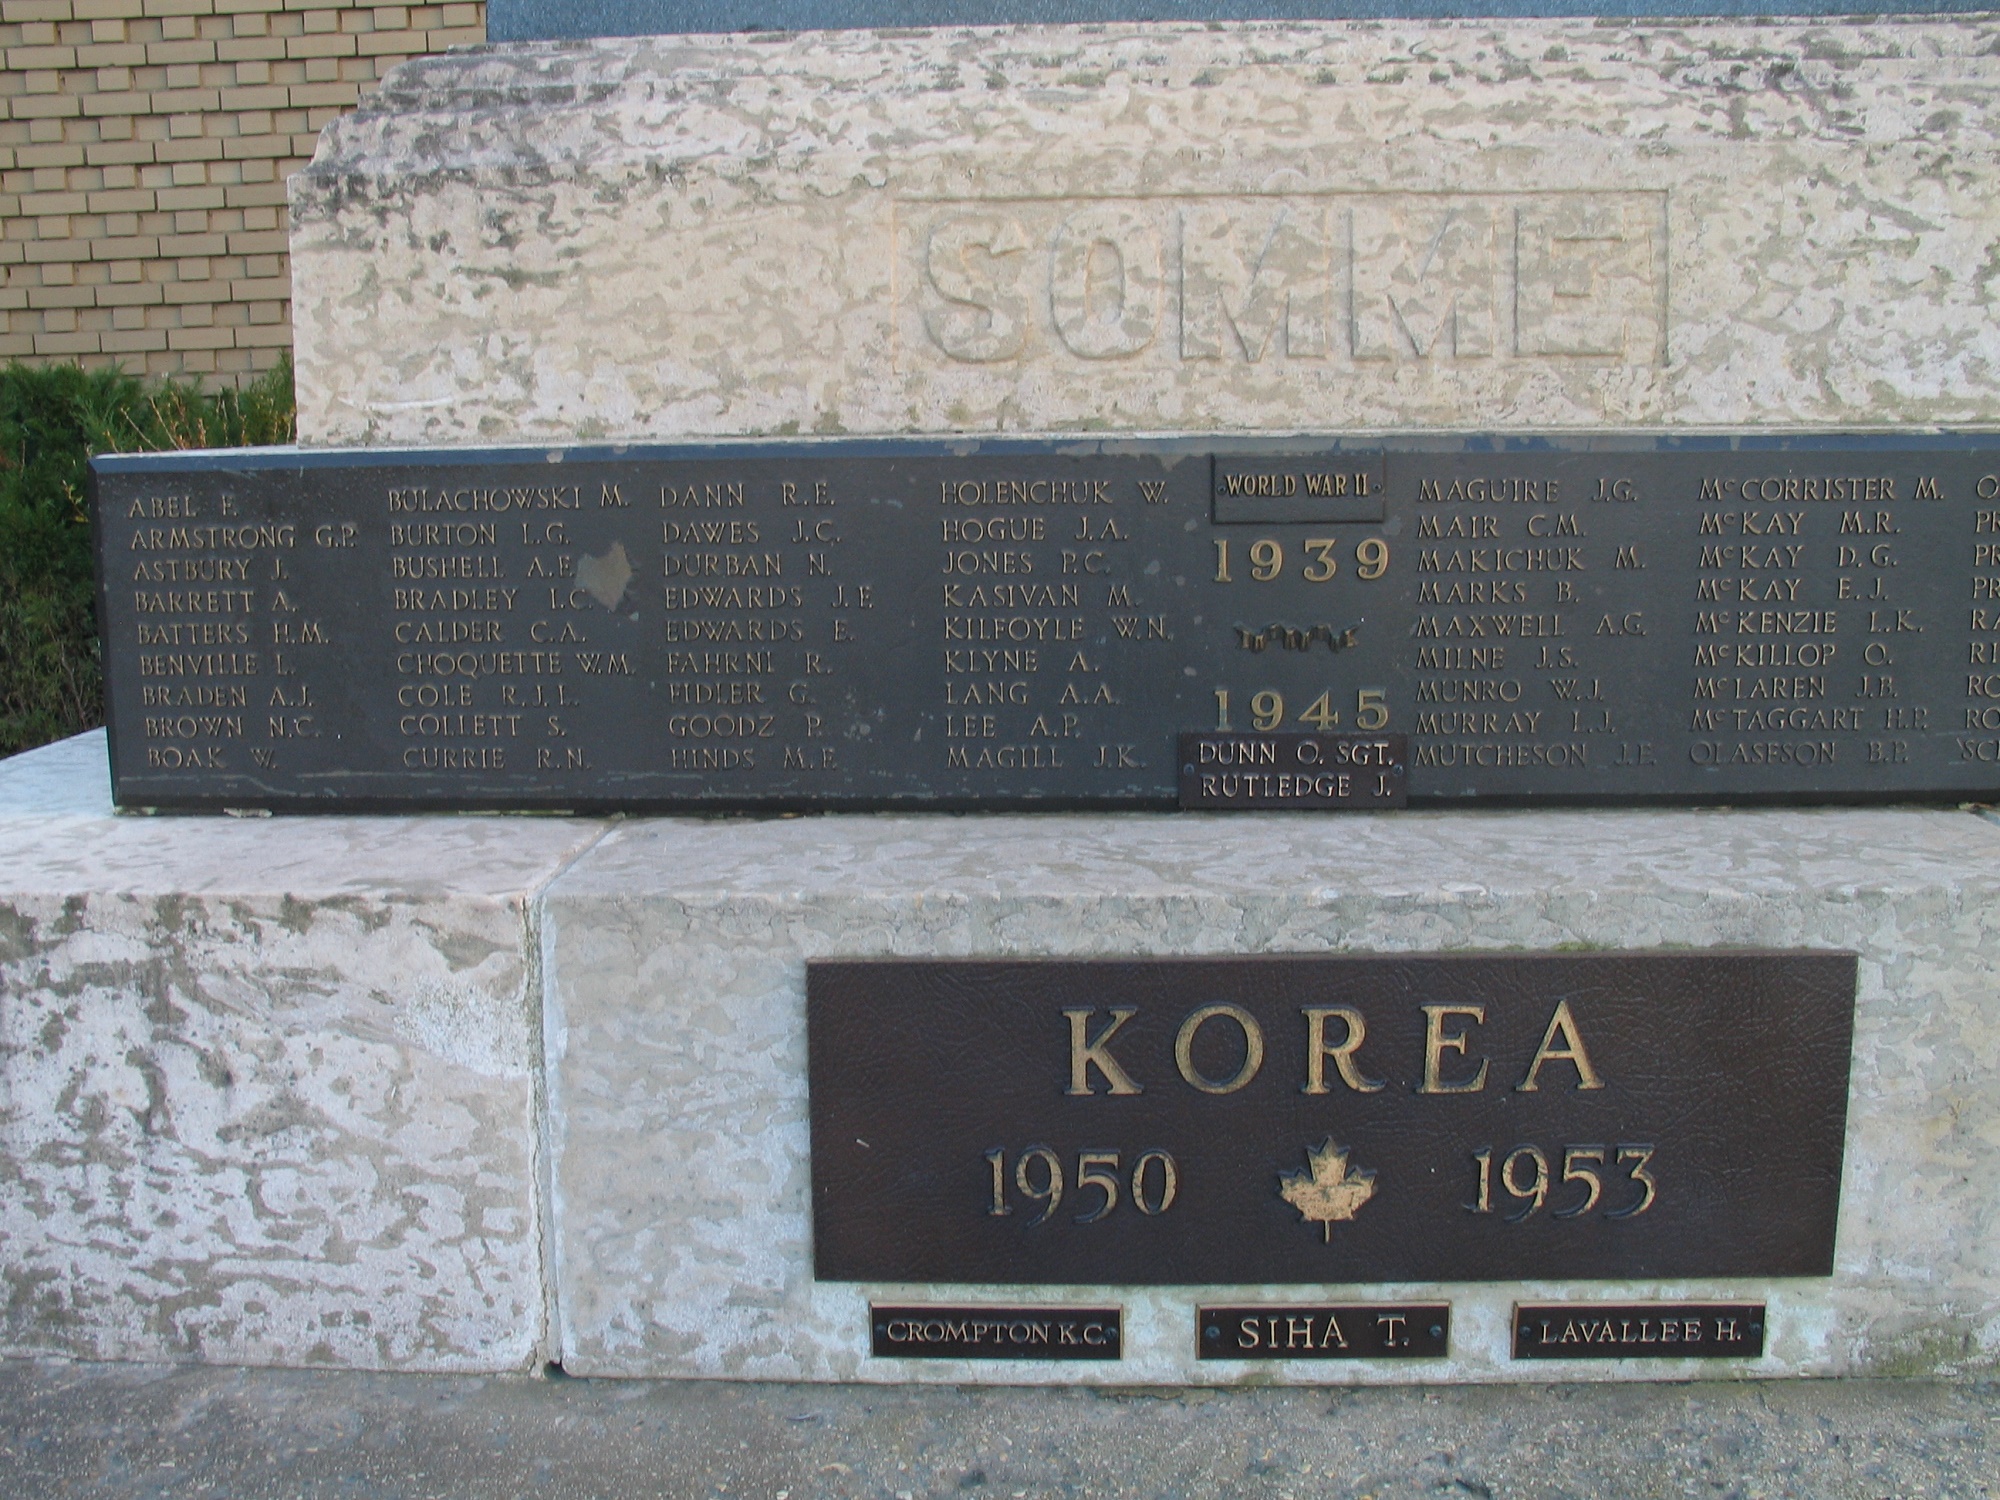 SOMME
ABEL F.
ARMSTRONG G.P.
ASTBURY J.
BARRETT A.
BATTERS H.M.
BENVILLE L.
BRADEN A.J.
BROWN N.C.
BOAK W.
BULACHOWSKI M.
BURTON L.G.
BUSHELL A.E.
BRADLEY I.C.
CALDER C.A.
CHOQUETTE W.M.
COLE R.J.L.
COLLETT S.
CURRIE R.N.
DANN R.E.
DAWES J.C.
DURBAN N.
EDWARDS J.E.
EDWARDS E.
FAHRNI R.
FIDLER G.
GOODZ P.
HINDS M.F.
HOLENCHUK W.
HOGUE J.A.
JONES P.C.
KASIVAN M.
KILFOYLE W.N.
KLYNE A.
LANG A.A.
LEE A.P.
MAGILL J.K.
WORLD WAR II
1939
1945
DUNN O. SGT.
RUTLEDGE J.
MAGUIRE J.G.
MAIR C.M.
MAKICHUK M.
MARKS B.
MAXWELL A.G.
MILNE J.S.
MUNRO W.J.
MURRAY L.J.
MUTCHESON J.E.
McCORRISTER M.
McKAY M.R.
McKAY D.G.
McKAY E.J.
McKENZIE L.K.
McKILLOP O.
McLAREN J.B.
McTAGGART H.P.
OLAFSON B.P.
KOREA
1950 1953
CROMPTON K.C.
SIHA T.
LAVALLEE H.